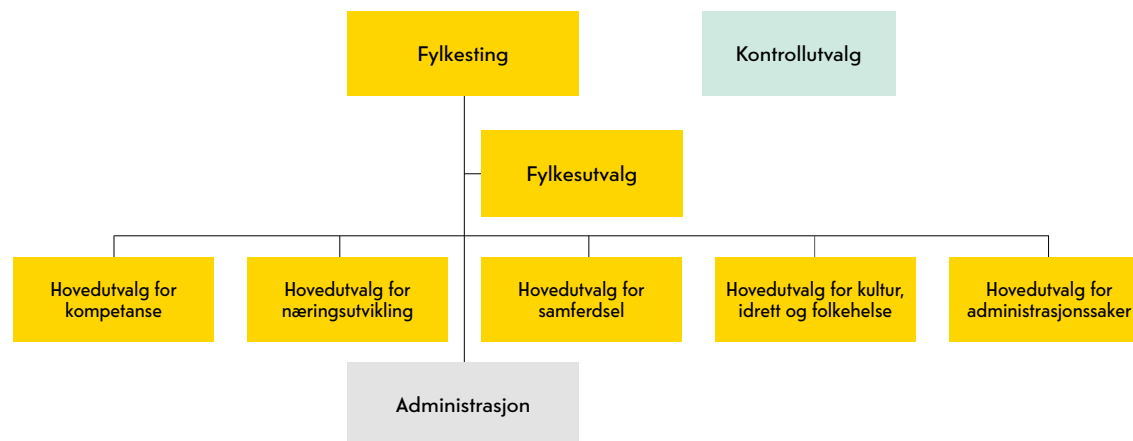 Fylkesting
Kontrollutvalg
Fylkesutvalg
Hovedutvalg for
kompetanse
Hovedutvalg for
næringsutvikling
Hovedutvalg for
samferdsel
Hovedutvalg for kultur,
idrett og folkehelse
Hovedutvalg for
administrasjonssaker
Administrasjon